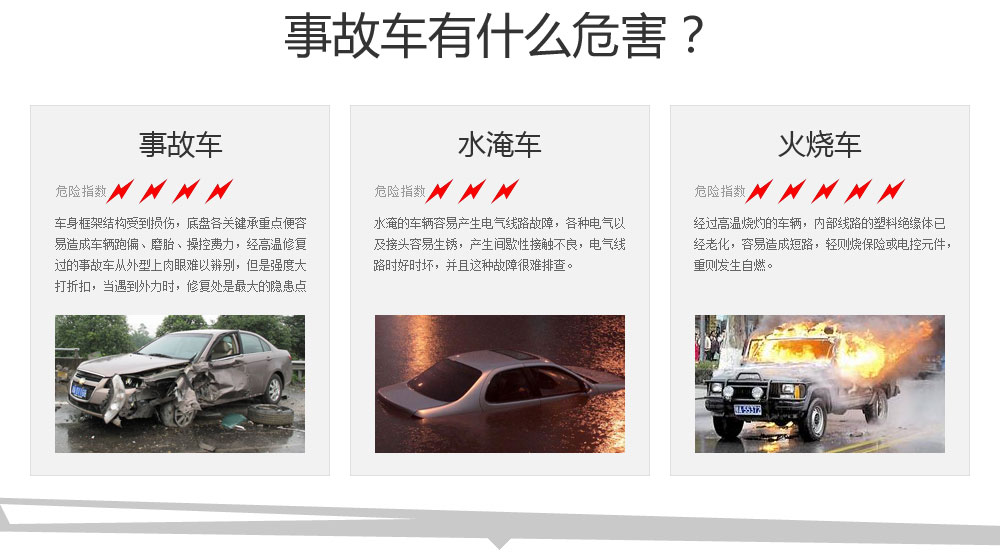 事故车有什么危害？
事故车
危险指数
车身框架结构受到损伤，底盘各关键承重点便容
易造成车辆跑偏、磨胎、操控费力，经高温修复
过的事故车从外型上肉眼难以辨别，但是强度大
打折扣，当遇到外力时，修复处是最大的隐患点
水淹车
危险指数
水淹的车辆容易产生电气线路故障，各种电气以
及接头容易生锈，产生间歇性接触不良，电气线
路时好时坏，并且这种故障很难排查。
火烧车
危险指数
经过高温烧灼的车辆，内部线路的塑料绝缘体已
经老化，容易造成短路，轻则烧保险或电控元件，
重则发生自燃。